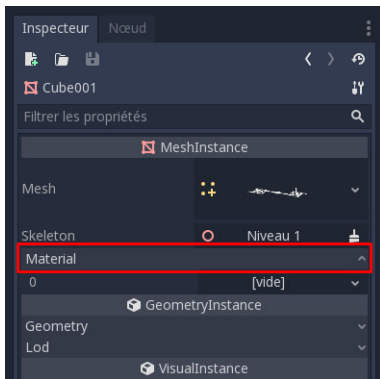 Inspecteur Nœud
Cube001
Filtrer les propriétés
MeshInstance
Mesh
Skeleton Niveau 1
Material
0 [vide]
GeometryInstance
Geometry
Lod
VisualInstance